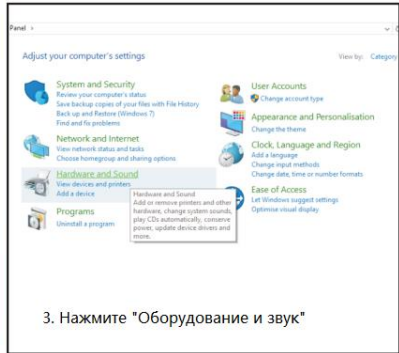 Panel >
Adjust your computer's settings
View by: Category
System and Security
Review your computer's status
Save backup copies of your files with File History
Back up and Restore (Windows 7)
Find and fix problems
Network and Internet
View network status and tasks
Choose homegroup and sharing options
Hardware and Sound
View devices and printers
Add a device
Hardware and Sound
Add or remove printers and other
hardware, change system sounds,
play CDs automatically, conserve
power, update device drivers and
more.
Programs
Uninstall a program
User Accounts
Change account type
Appearance and Personalisation
Change the theme
Clock, Language and Region
Add a language
Change input methods
Change date, time or number formats
Ease of Access
Let Windows suggest settings
Optimise visual display
3. Нажмите "Оборудование и звук"